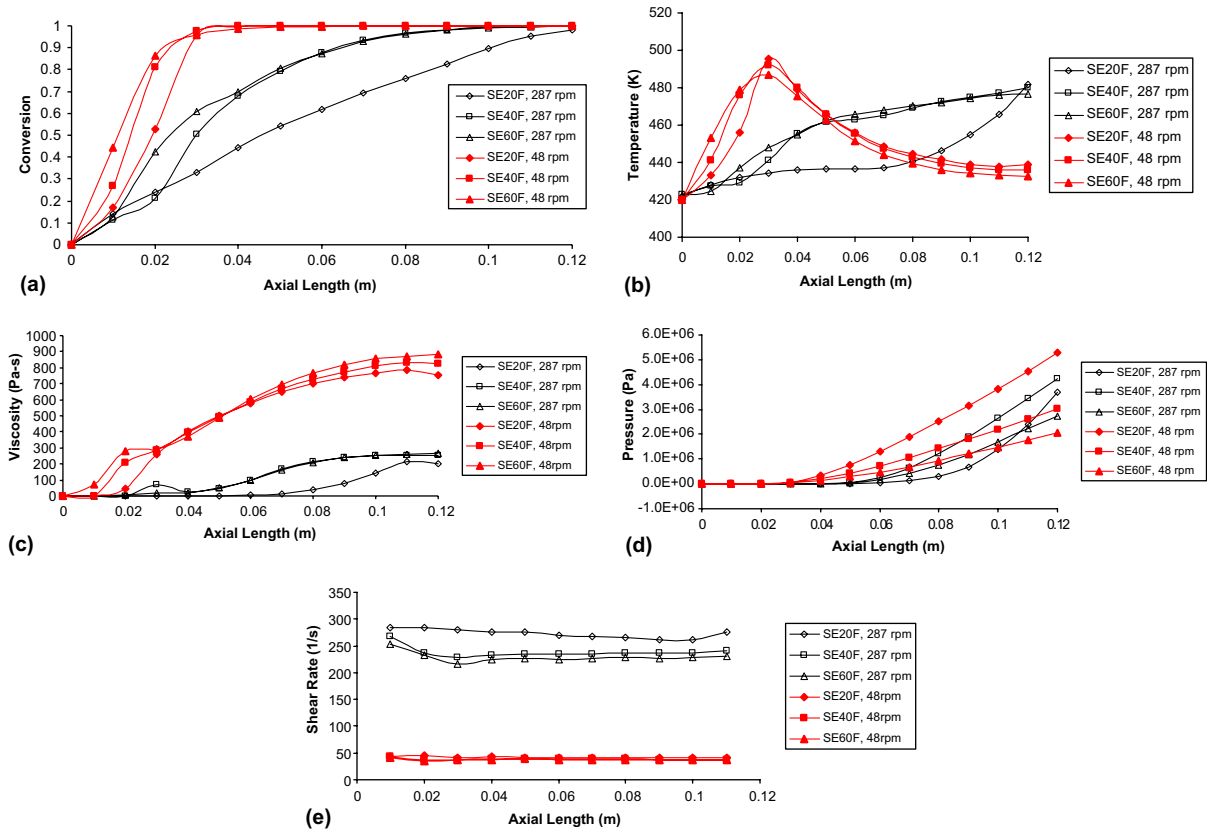 1
0.9
0.8
0.7
0.6
0.5
0.4
0.3
0.2
0.1
0
Conversion
0 0.02 0.04 0.06 0.08 0.1 0.12
Axial Length (m)
SE20F, 287 rpm
SE40F, 287 rpm
SE60F, 287 rpm
SE20F, 48 rpm
SE40F, 48 rpm
SE60F, 48 rpm
(a)
500
480
460
440
420
400
Temperature (K)
0 0.02 0.04 0.06 0.08 0.1 0.12
Axial Length (m)
SE20F, 287 rpm
SE40F, 287 rpm
SE60F, 287 rpm
SE20F, 48 rpm
SE40F, 48 rpm
SE60F, 48 rpm
(b)
1000
900
800
700
600
500
400
300
200
100
0
Viscosity (Pa-s)
0 0.02 0.04 0.06 0.08 0.1 0.12
Axial Length (m)
SE20F, 287 rpm
SE40F, 287 rpm
SE60F, 287 rpm
SE20F, 48rpm
SE40F, 48rpm
SE60F, 48rpm
(c)
6.0E+06
5.0E+06
4.0E+06
3.0E+06
2.0E+06
1.0E+06
0.0E+00
-1.0E+06
Pressure (Pa)
0 0.02 0.04 0.06 0.08 0.1 0.12
Axial Length (m)
SE20F, 287 rpm
SE40F, 287 rpm
SE60F, 287 rpm
SE20F, 48rpm
SE40F, 48rpm
SE60F, 48rpm
(d)
350
300
250
200
150
100
50
0
Shear Rate (1/s)
0 0.02 0.04 0.06 0.08 0.1 0.12
Axial Length (m)
SE20F, 287 rpm
SE40F, 287 rpm
SE60F, 287 rpm
SE20F, 48rpm
SE40F, 48rpm
SE60F, 48rpm
(e)